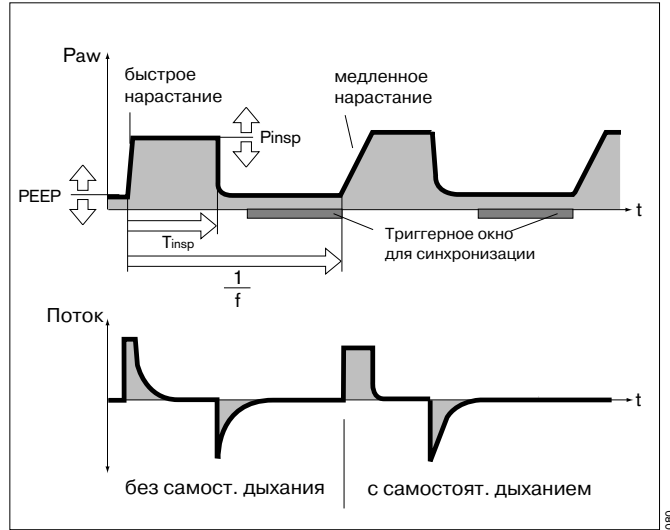 Paw
быстрое
нарастание
медленное
нарастание
Pinsp
PEEP
t
Tinsp
Триггерное окно
для синхронизации
1
f
Поток
t
без самост. дыхания
с самостоят. дыханием